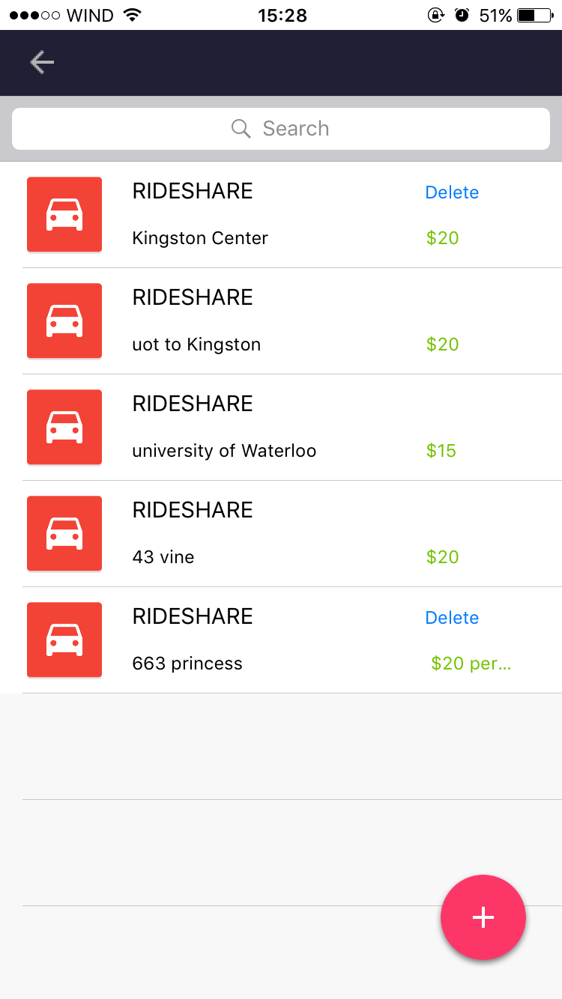 WIND 15:28 51%
Search
RIDESHARE Delete
Kingston Center $20
RIDESHARE
uot to Kingston $20
RIDESHARE
university of Waterloo $15
RIDESHARE
43 vine $20
RIDESHARE Delete
663 princess $20 per...
+